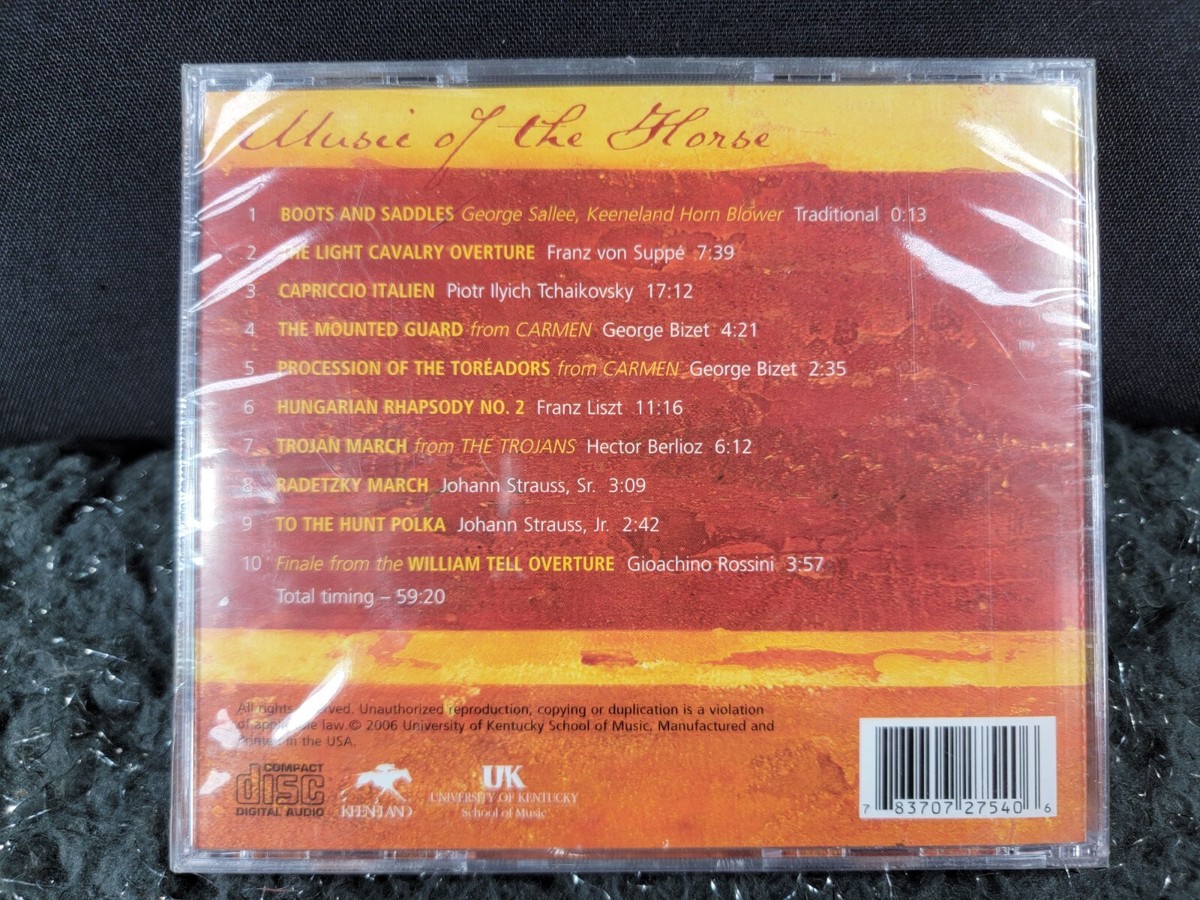 Music of the Horse
1 BOOTS AND SADDLES George Sallee, Keeneland Horn Blower Traditional 0:13
2 THE LIGHT CAVALRY OVERTURE Franz von Suppé 7:39
3 CAPRICCIO ITALIEN Piotr Ilyich Tchaikovsky 17:12
4 THE MOUNTED GUARD from CARMEN George Bizet 4:21
5 PROCESSION OF THE TORÉADORS from CARMEN George Bizet 2:35
6 HUNGARIAN RHAPSODY NO. 2 Franz Liszt 11:16
7 TROJAN MARCH from THE TROJANS Hector Berlioz 6:12
8 RADETZKY MARCH Johann Strauss, Sr. 3:09
9 TO THE HUNT POLKA Johann Strauss, Jr. 2:42
10 Finale from the WILLIAM TELL OVERTURE Gioachino Rossini 3:57
Total timing – 59:20
All rights reserved. Unauthorized reproduction, copying or duplication is a violation
of applicable law. © 2006 University of Kentucky School of Music. Manufactured and
Printed in the USA.
COMPACT
disc
DIGITAL AUDIO
KEENELAND
UK
UNIVERSITY OF KENTUCKY
School of Music
7 83707 27540 6